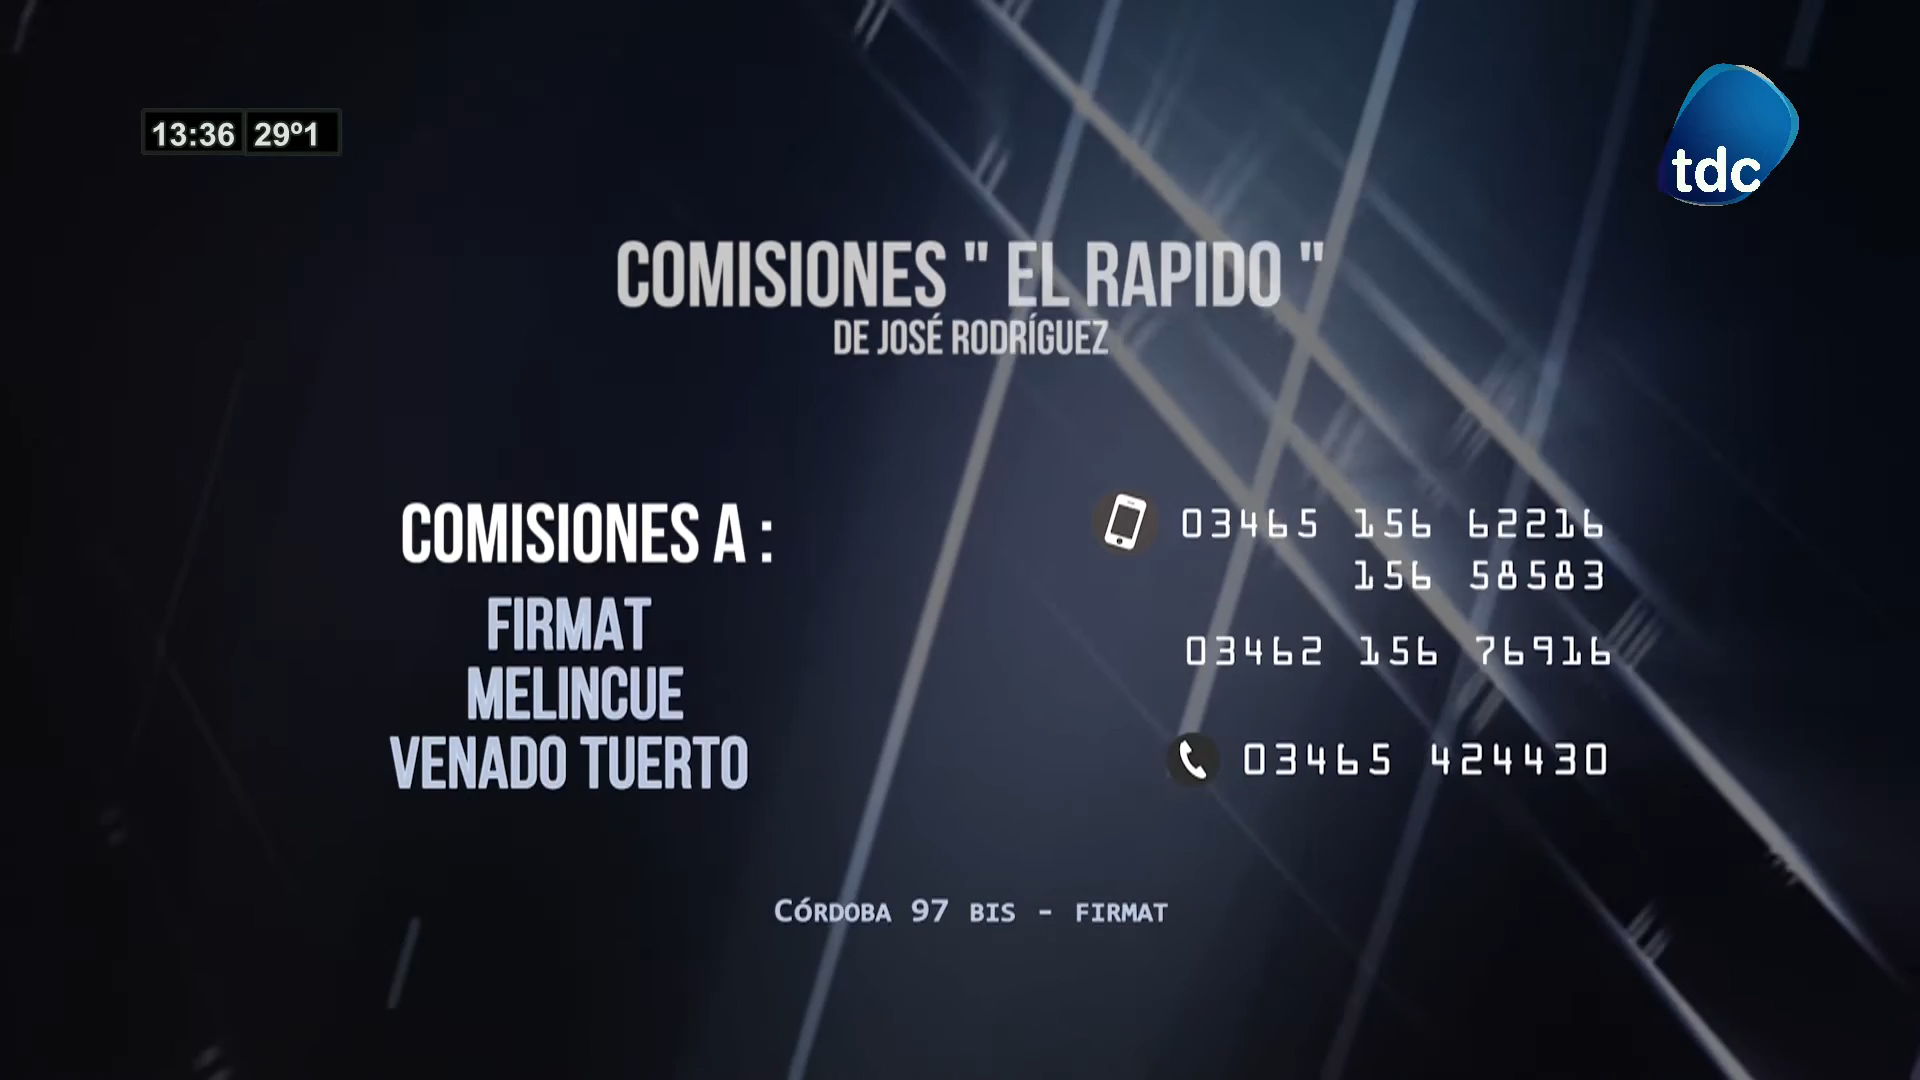 13:36 29º1
tdc
COMISIONES " EL RAPIDO "
DE JOSÉ RODRÍGUEZ
COMISIONES A :
FIRMAT
MELINCUE
VENADO TUERTO
03465 156 62216
156 58583
03462 156 76916
03465 424430
CÓRDOBA 97 BIS - FIRMAT